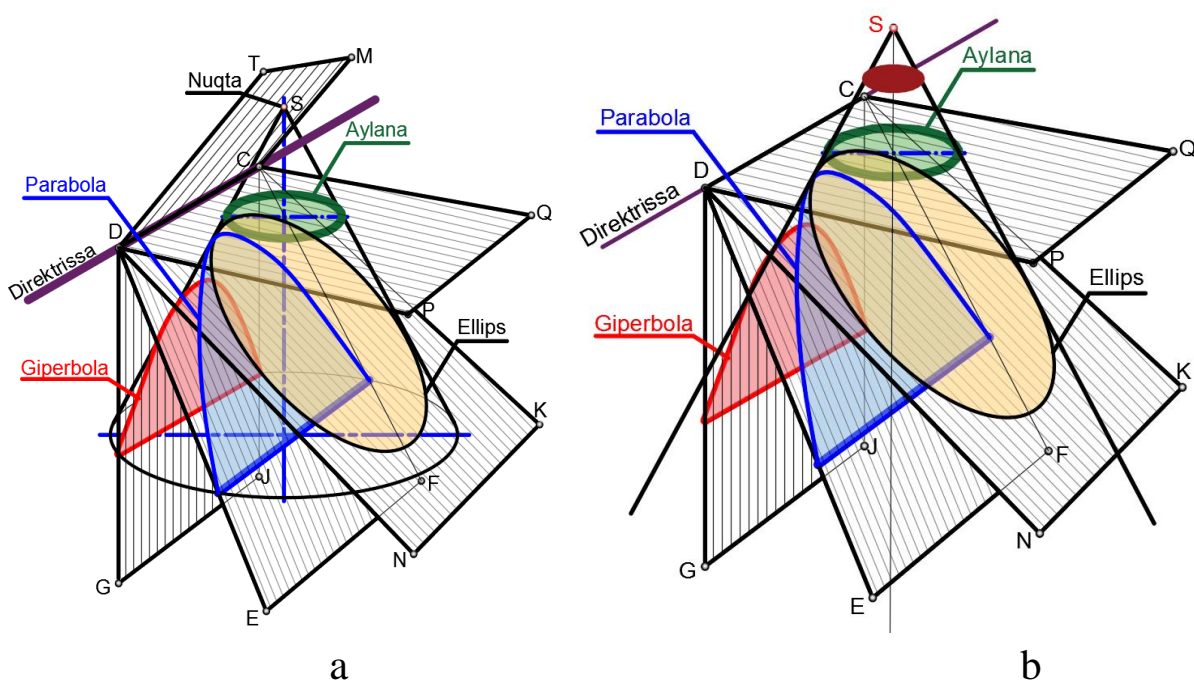 T
M
Nuqta
S
Aylana
C
Parabola
Q
D
Direktrissa
P
Ellips
Giperbola
K
J
F
N
G
E
a
S
Aylana
C
Parabola
Q
D
Direktrissa
P
Ellips
Giperbola
K
J
F
N
G
E
b